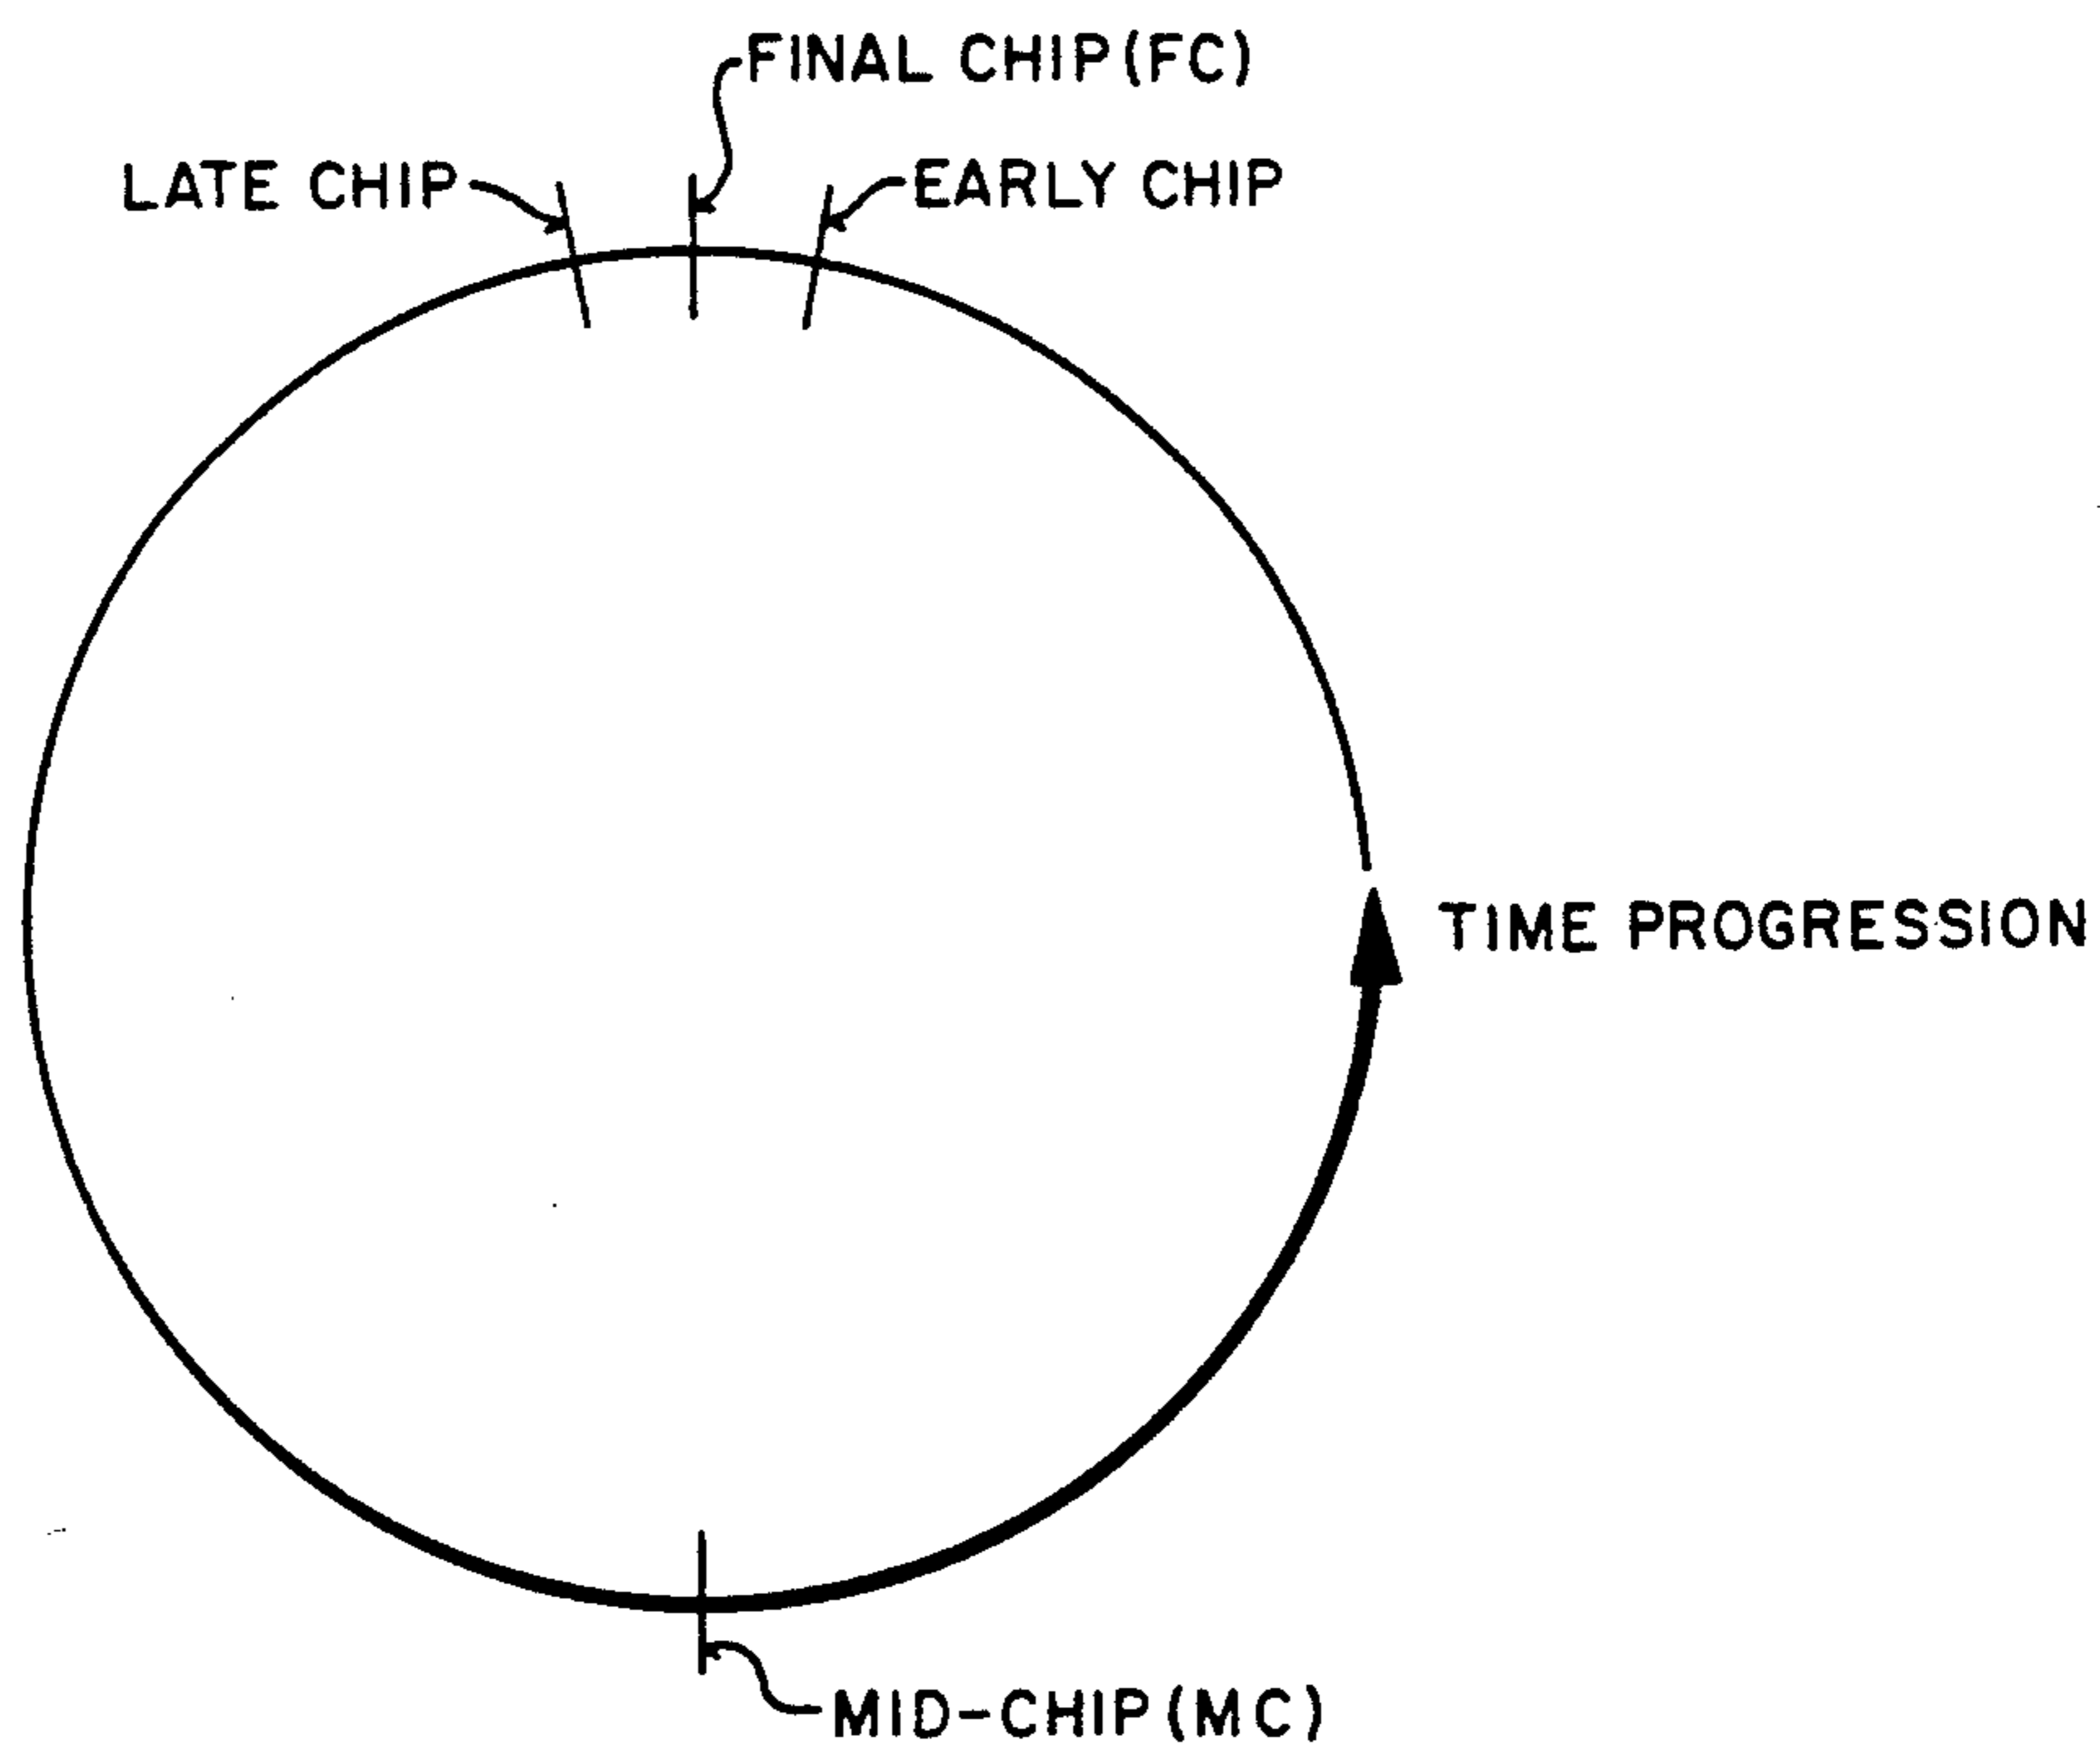 FINAL CHIP(FC)
LATE CHIP
EARLY CHIP
TIME PROGRESSION
MID-CHIP(MC)